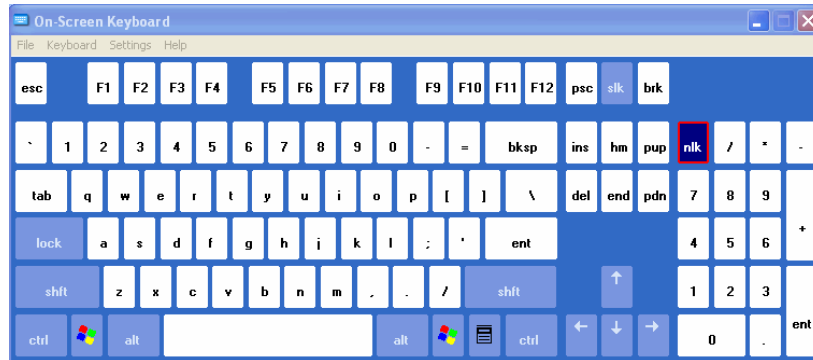 On-Screen Keyboard
File Keyboard Settings Help
esc F1 F2 F3 F4 F5 F6 F7 F8 F9 F10 F11 F12 psc slk brk
` 1 2 3 4 5 6 7 8 9 0 - = bksp ins hm pup nlk / * -
tab q w e r t y u i o p [ ] \ del end pdn 7 8 9
lock a s d f g h j k l ; ' ent 4 5 6 +
shft z x c v b n m , . / shft ↑ 1 2 3
ctrl alt alt ctrl ← ↓ → 0 . ent